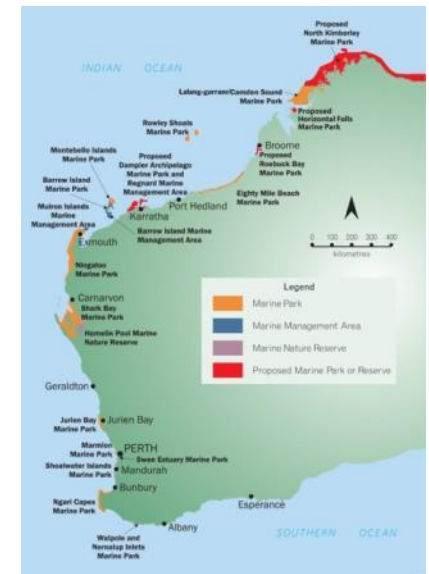 Proposed
North Kimberley
Marine Park
INDIAN OCEAN
Lalang-garram/Camden Sound
Marine Park
Proposed
Horizontal Falls
Marine Park
Rowley Shoals
Marine Park
Montebello Islands
Marine Park
Proposed
Dampier Archipelago
Marine Park and
Regnard Marine
Management Area
Broome
Proposed
Roebuck Bay
Marine Park
Barrow Island
Marine Park
Muiron Islands
Marine
Management Area
Karratha
Port Hedland
Eighty Mile Beach
Marine Park
Barrow Island Marine
Management Area
Exmouth
0 100 200 300 400
kilometres
Ningaloo
Marine Park
Carnarvon
Shark Bay
Marine Park
Hamelin Pool Marine
Nature Reserve
Legend
Marine Park
Marine Management Area
Marine Nature Reserve
Proposed Marine Park or Reserve
Geraldton
Jurien Bay
Marine Park
Jurien Bay
Marmion
Marine Park
PERTH
Swan Estuary Marine Park
Shoalwater Islands
Marine Park
Mandurah
Bunbury
Ngari Capes
Marine Park
Esperance
Albany
Walpole and
Nornalup Inlets
Marine Park
SOUTHERN OCEAN